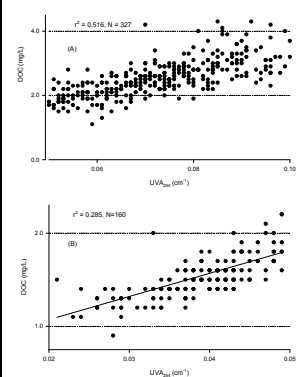 r² = 0.516, N = 327
(A)
4.0
2.0
0.0
DOC (mg/L)
0.06
0.08
0.10
UVA₂₅₄ (cm⁻¹)
r² = 0.285, N=160
(B)
2.0
1.0
DOC (mg/L)
0.02
0.03
0.04
0.05
UVA₂₅₄ (cm⁻¹)